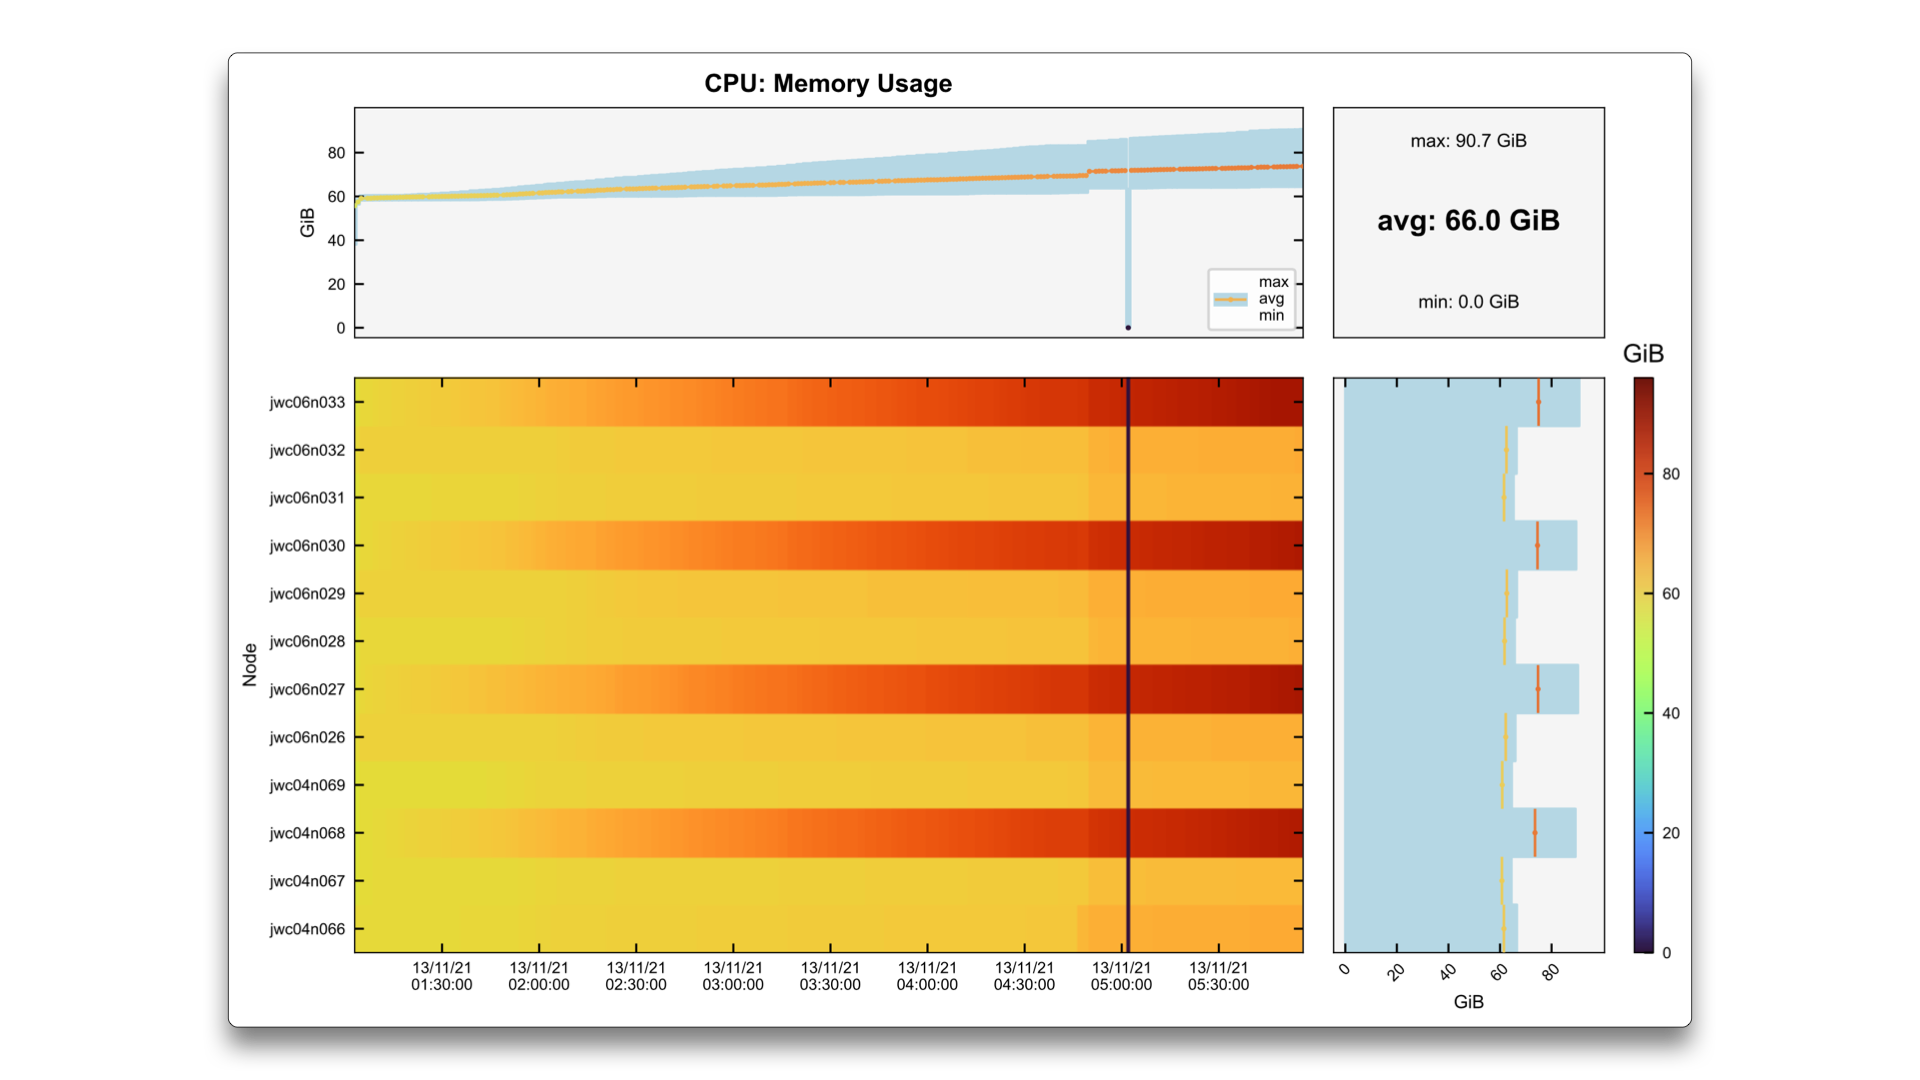 CPU: Memory Usage
80
60
40
20
0
GiB
max
avg
min
max: 90.7 GiB
avg: 66.0 GiB
min: 0.0 GiB
Node
jwc06n033
jwc06n032
jwc06n031
jwc06n030
jwc06n029
jwc06n028
jwc06n027
jwc06n026
jwc04n069
jwc04n068
jwc04n067
jwc04n066
13/11/21
01:30:00
13/11/21
02:00:00
13/11/21
02:30:00
13/11/21
03:00:00
13/11/21
03:30:00
13/11/21
04:00:00
13/11/21
04:30:00
13/11/21
05:00:00
13/11/21
05:30:00
0
20
40
60
80
GiB
GiB
80
60
40
20
0